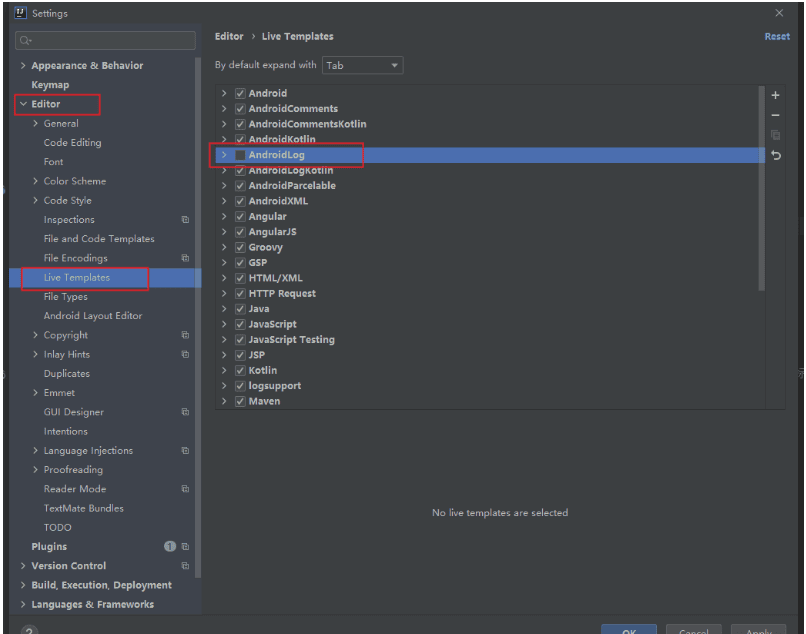 Settings
Appearance & Behavior
Keymap
Editor
General
Code Editing
Font
Color Scheme
Code Style
Inspections
File and Code Templates
File Encodings
Live Templates
File Types
Android Layout Editor
Copyright
Inlay Hints
Duplicates
Emmet
GUI Designer
Intentions
Language Injections
Proofreading
Reader Mode
TextMate Bundles
TODO
Plugins 1
Version Control
Build, Execution, Deployment
Languages & Frameworks
Editor > Live Templates
Reset
By default expand with Tab
Android
AndroidComments
AndroidCommentsKotlin
AndroidKotlin
AndroidLog
AndroidLogKotlin
AndroidParcelable
AndroidXML
Angular
AngularJS
Groovy
GSP
HTML/XML
HTTP Request
Java
JavaScript
JavaScript Testing
JSP
Kotlin
logsupport
Maven
No live templates are selected
?
OK
Cancel
Apply